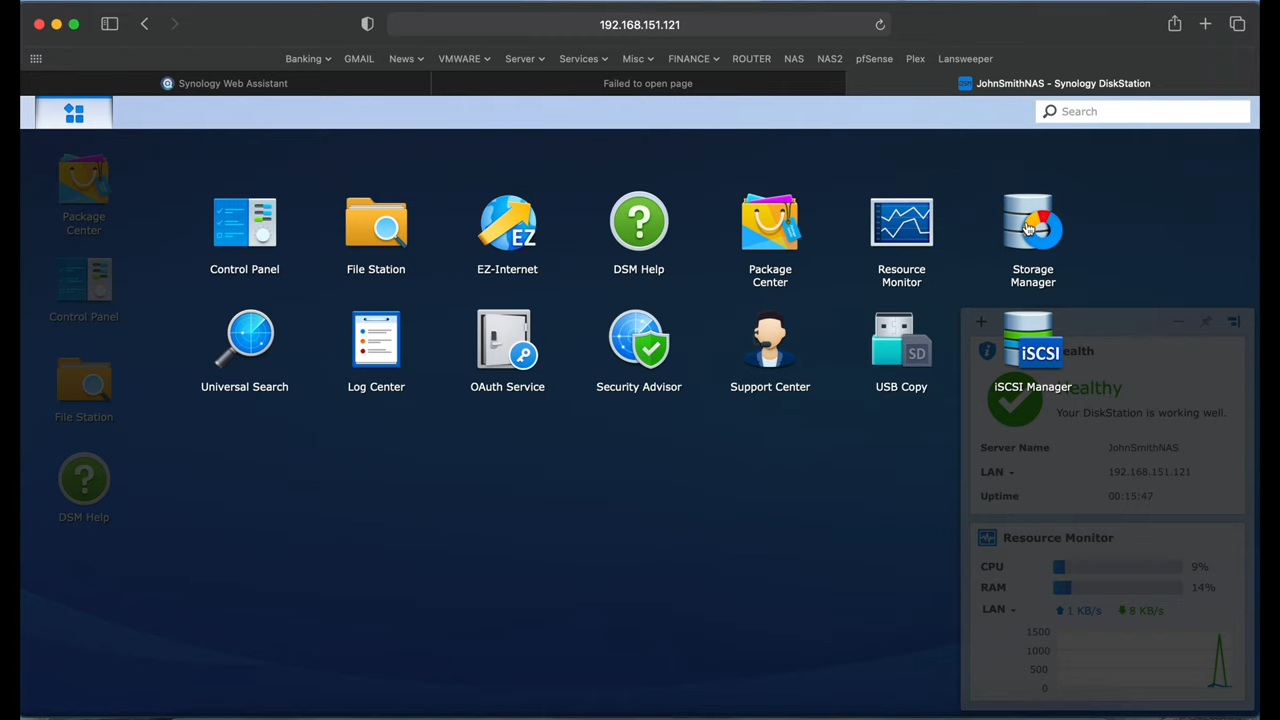 192.168.151.121
Banking GMAIL News VMWARE Server Services Misc FINANCE ROUTER NAS NAS2 pfSense Plex Lansweeper
Synology Web Assistant
Failed to open page
JohnSmithNAS - Synology DiskStation
Search
Package
Center
Control Panel
File Station
DSM Help
Control Panel
File Station
EZ
EZ-Internet
?
DSM Help
Package
Center
Resource
Monitor
Storage
Manager
Universal Search
Log Center
OAuth Service
Security Advisor
Support Center
SD
USB Copy
iSCSI
iSCSI Manager
ealth
Healthy
Your DiskStation is working well.
Server Name JohnSmithNAS
LAN 192.168.151.121
Uptime 00:15:47
Resource Monitor
CPU 9%
RAM 14%
LAN 1 KB/s 8 KB/s
1500
1000
500
0